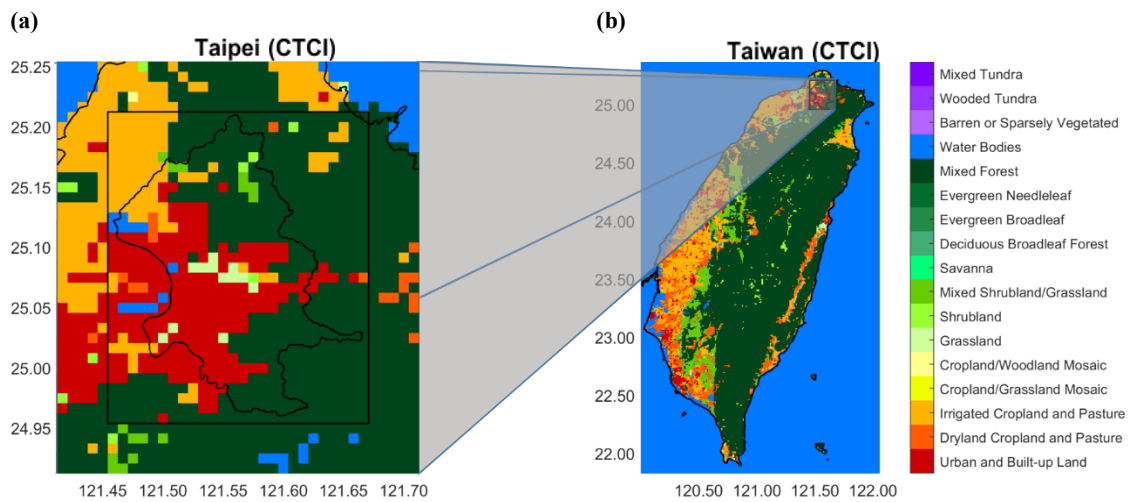 (a)
Taipei (CTCI)
25.25
25.20
25.15
25.10
25.05
25.00
24.95
121.45 121.50 121.55 121.60 121.65 121.70
(b)
Taiwan (CTCI)
25.00
24.50
24.00
23.50
23.00
22.50
22.00
120.50 121.00 121.50 122.00
Mixed Tundra
Wooded Tundra
Barren or Sparsely Vegetated
Water Bodies
Mixed Forest
Evergreen Needleleaf
Evergreen Broadleaf
Deciduous Broadleaf Forest
Savanna
Mixed Shrubland/Grassland
Shrubland
Grassland
Cropland/Woodland Mosaic
Cropland/Grassland Mosaic
Irrigated Cropland and Pasture
Dryland Cropland and Pasture
Urban and Built-up Land